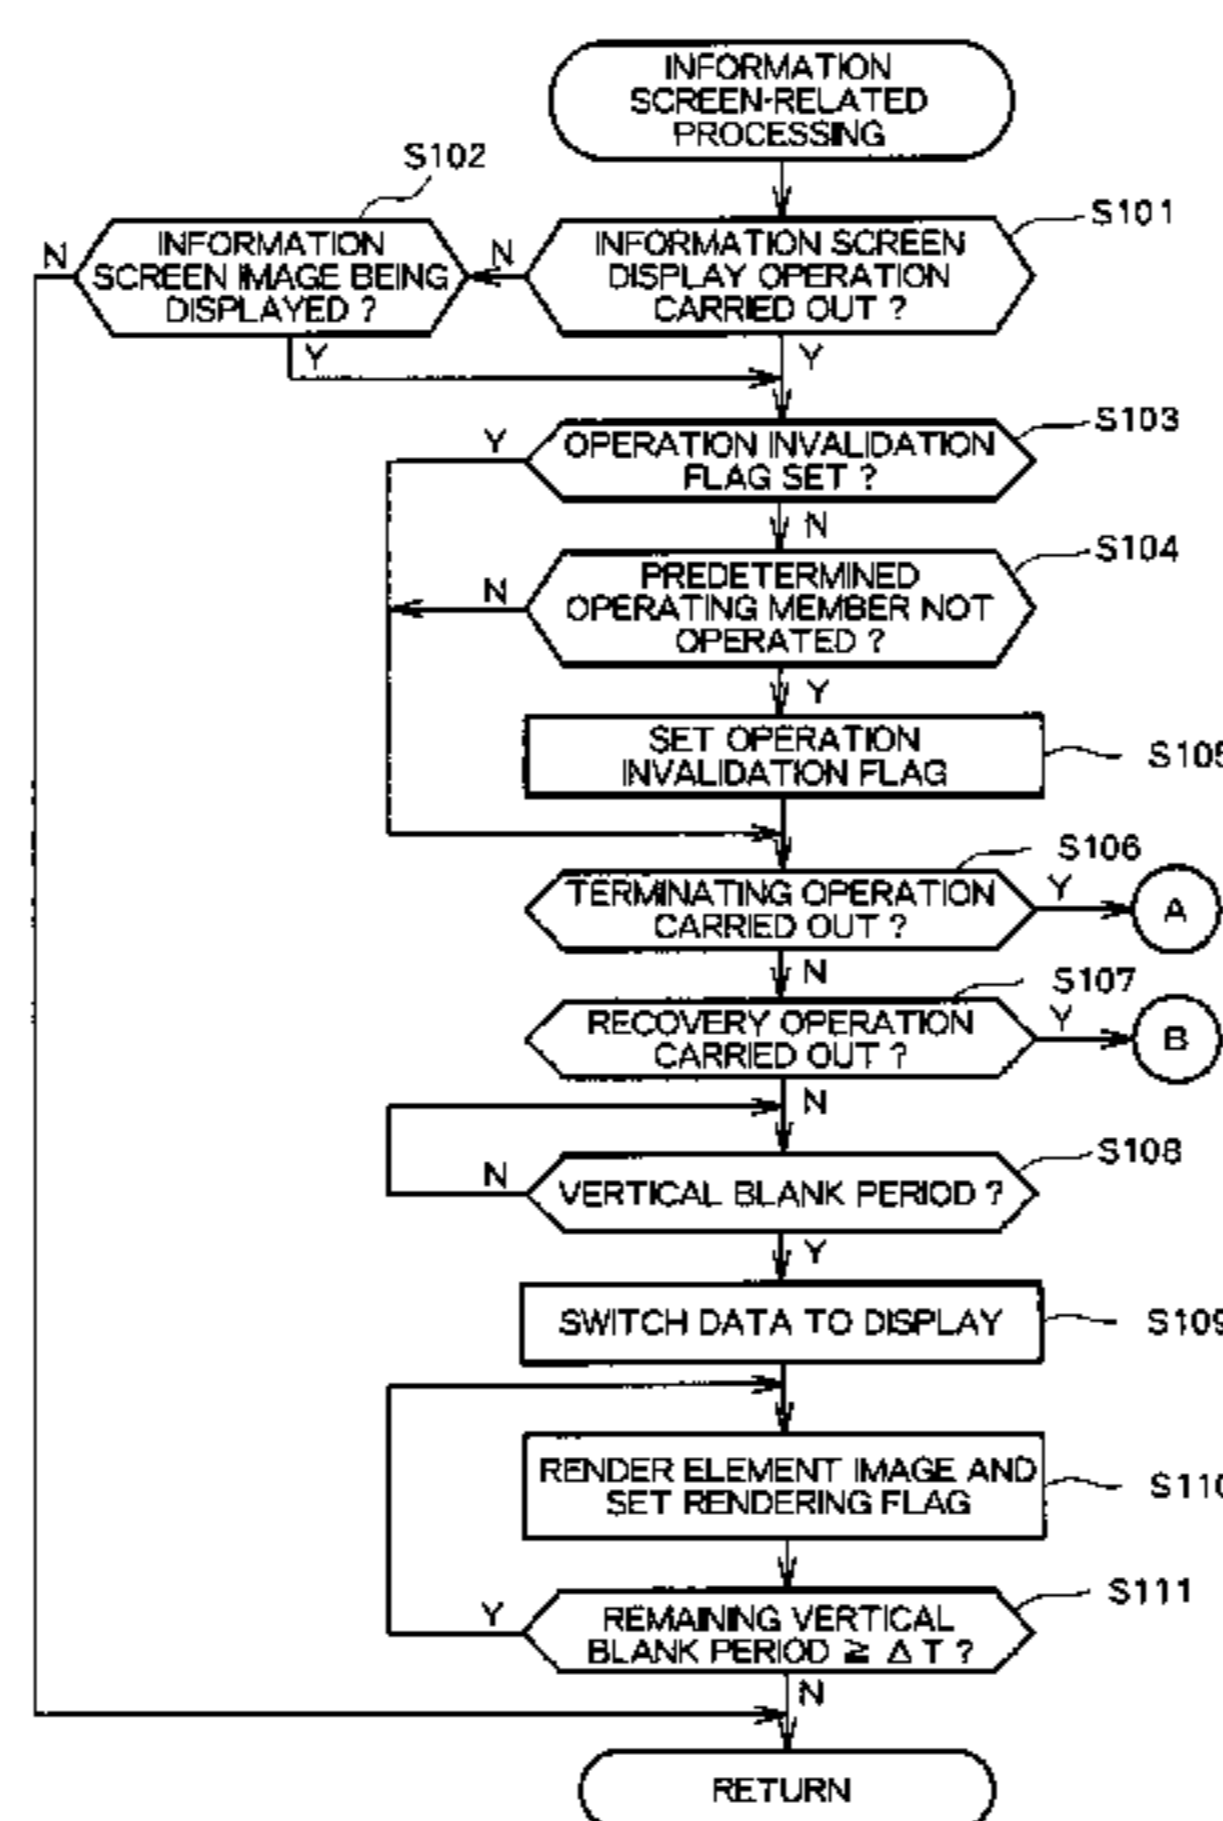 INFORMATION
SCREEN-RELATED
PROCESSING
S102
S101
N
INFORMATION
SCREEN IMAGE BEING
DISPLAYED ?
N
INFORMATION SCREEN
DISPLAY OPERATION
CARRIED OUT ?
Y
Y
S103
Y
OPERATION INVALIDATION
FLAG SET ?
N
S104
N
PREDETERMINED
OPERATING MEMBER NOT
OPERATED ?
Y
SET OPERATION
INVALIDATION FLAG
S105
S106
TERMINATING OPERATION
CARRIED OUT ?
Y
A
N
S107
RECOVERY OPERATION
CARRIED OUT ?
Y
B
N
S108
N
VERTICAL BLANK PERIOD ?
Y
SWITCH DATA TO DISPLAY
S109
RENDER ELEMENT IMAGE AND
SET RENDERING FLAG
S110
S111
Y
REMAINING VERTICAL
BLANK PERIOD ≧ Δ T ?
N
RETURN